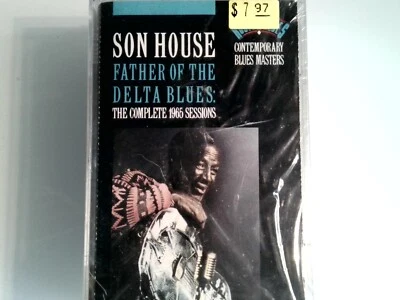 $7.97
SON HOUSE
FATHER OF THE
DELTA BLUES:
THE COMPLETE 1965 SESSIONS
CONTEMPORARY
BLUES MASTERS